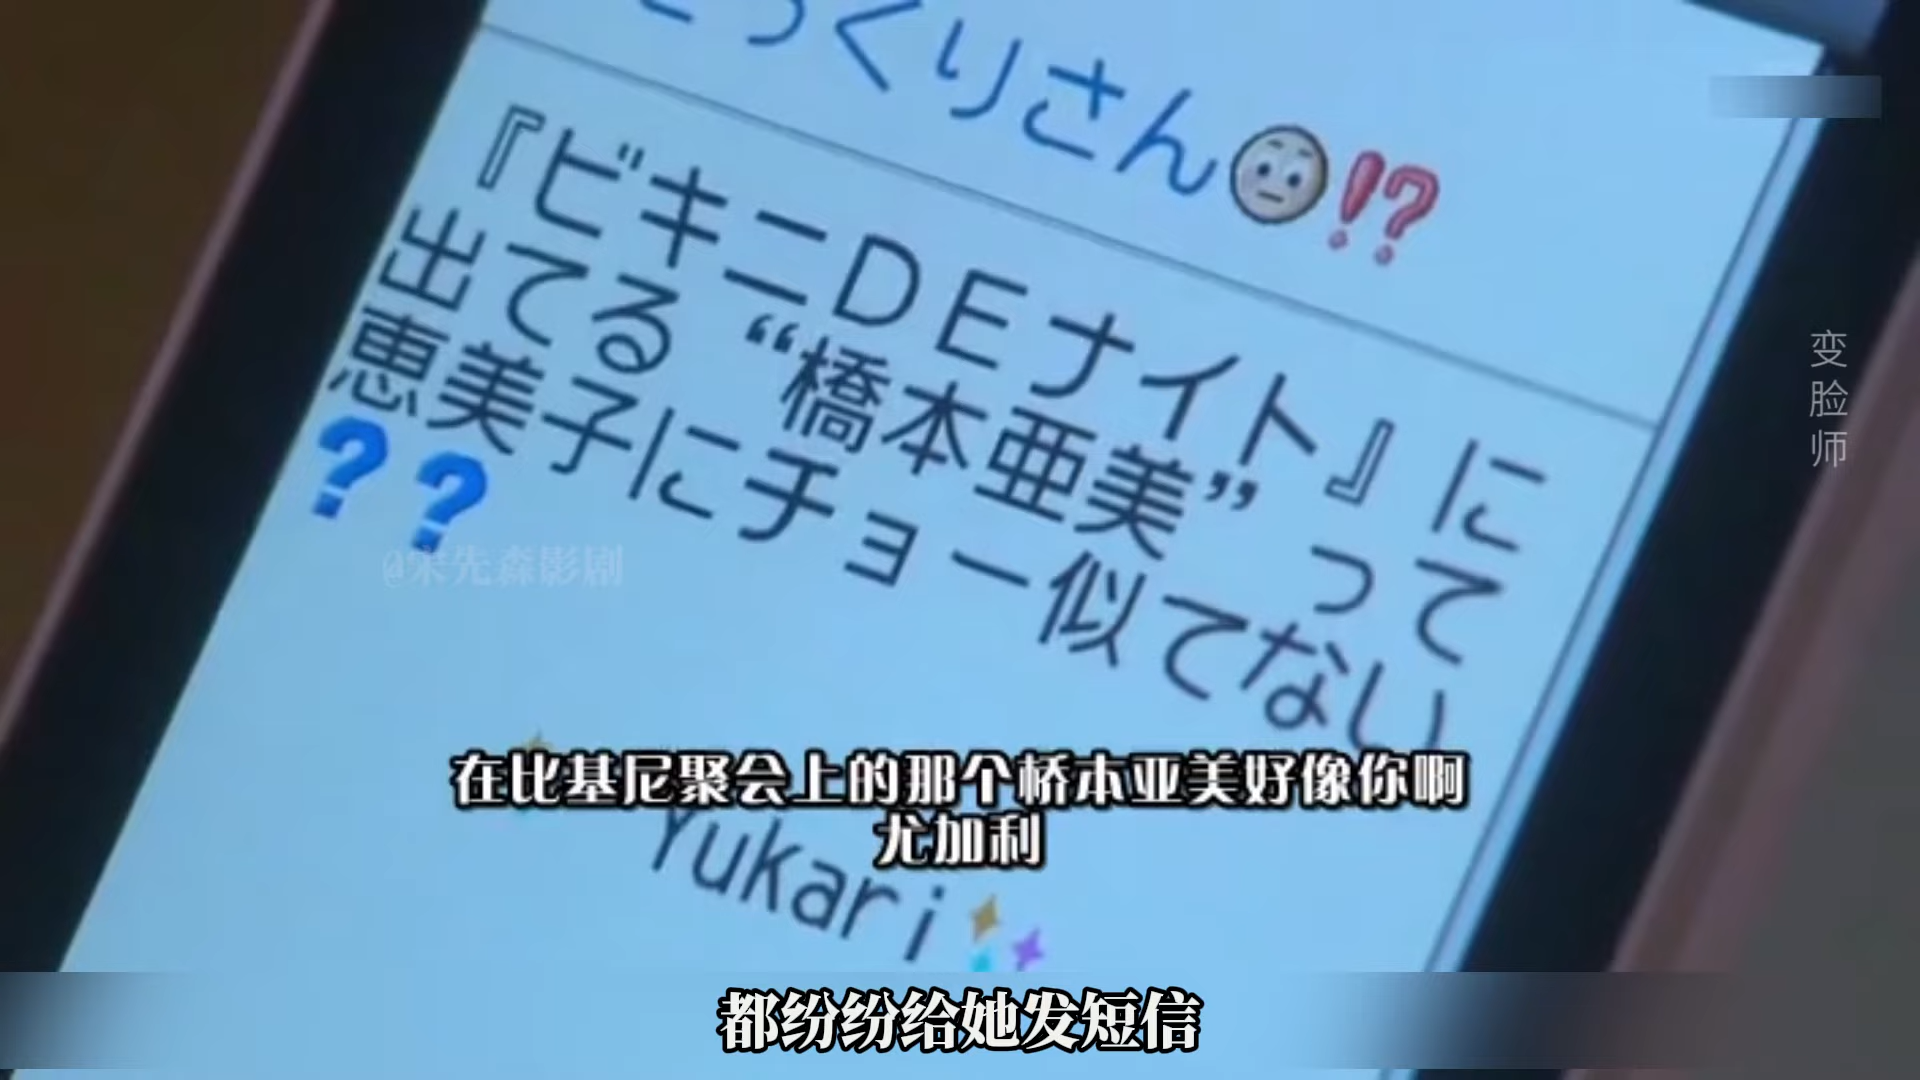 そっくりさん😳⁉
『ビキニDEナイト』に
出てる“橋本亜美”って
恵美子にチョー似てない
❓❓
Yukari
变脸师
@宋先森影剧
在比基尼聚会上的那个桥本亚美好像你啊
尤加利
都纷纷给她发短信